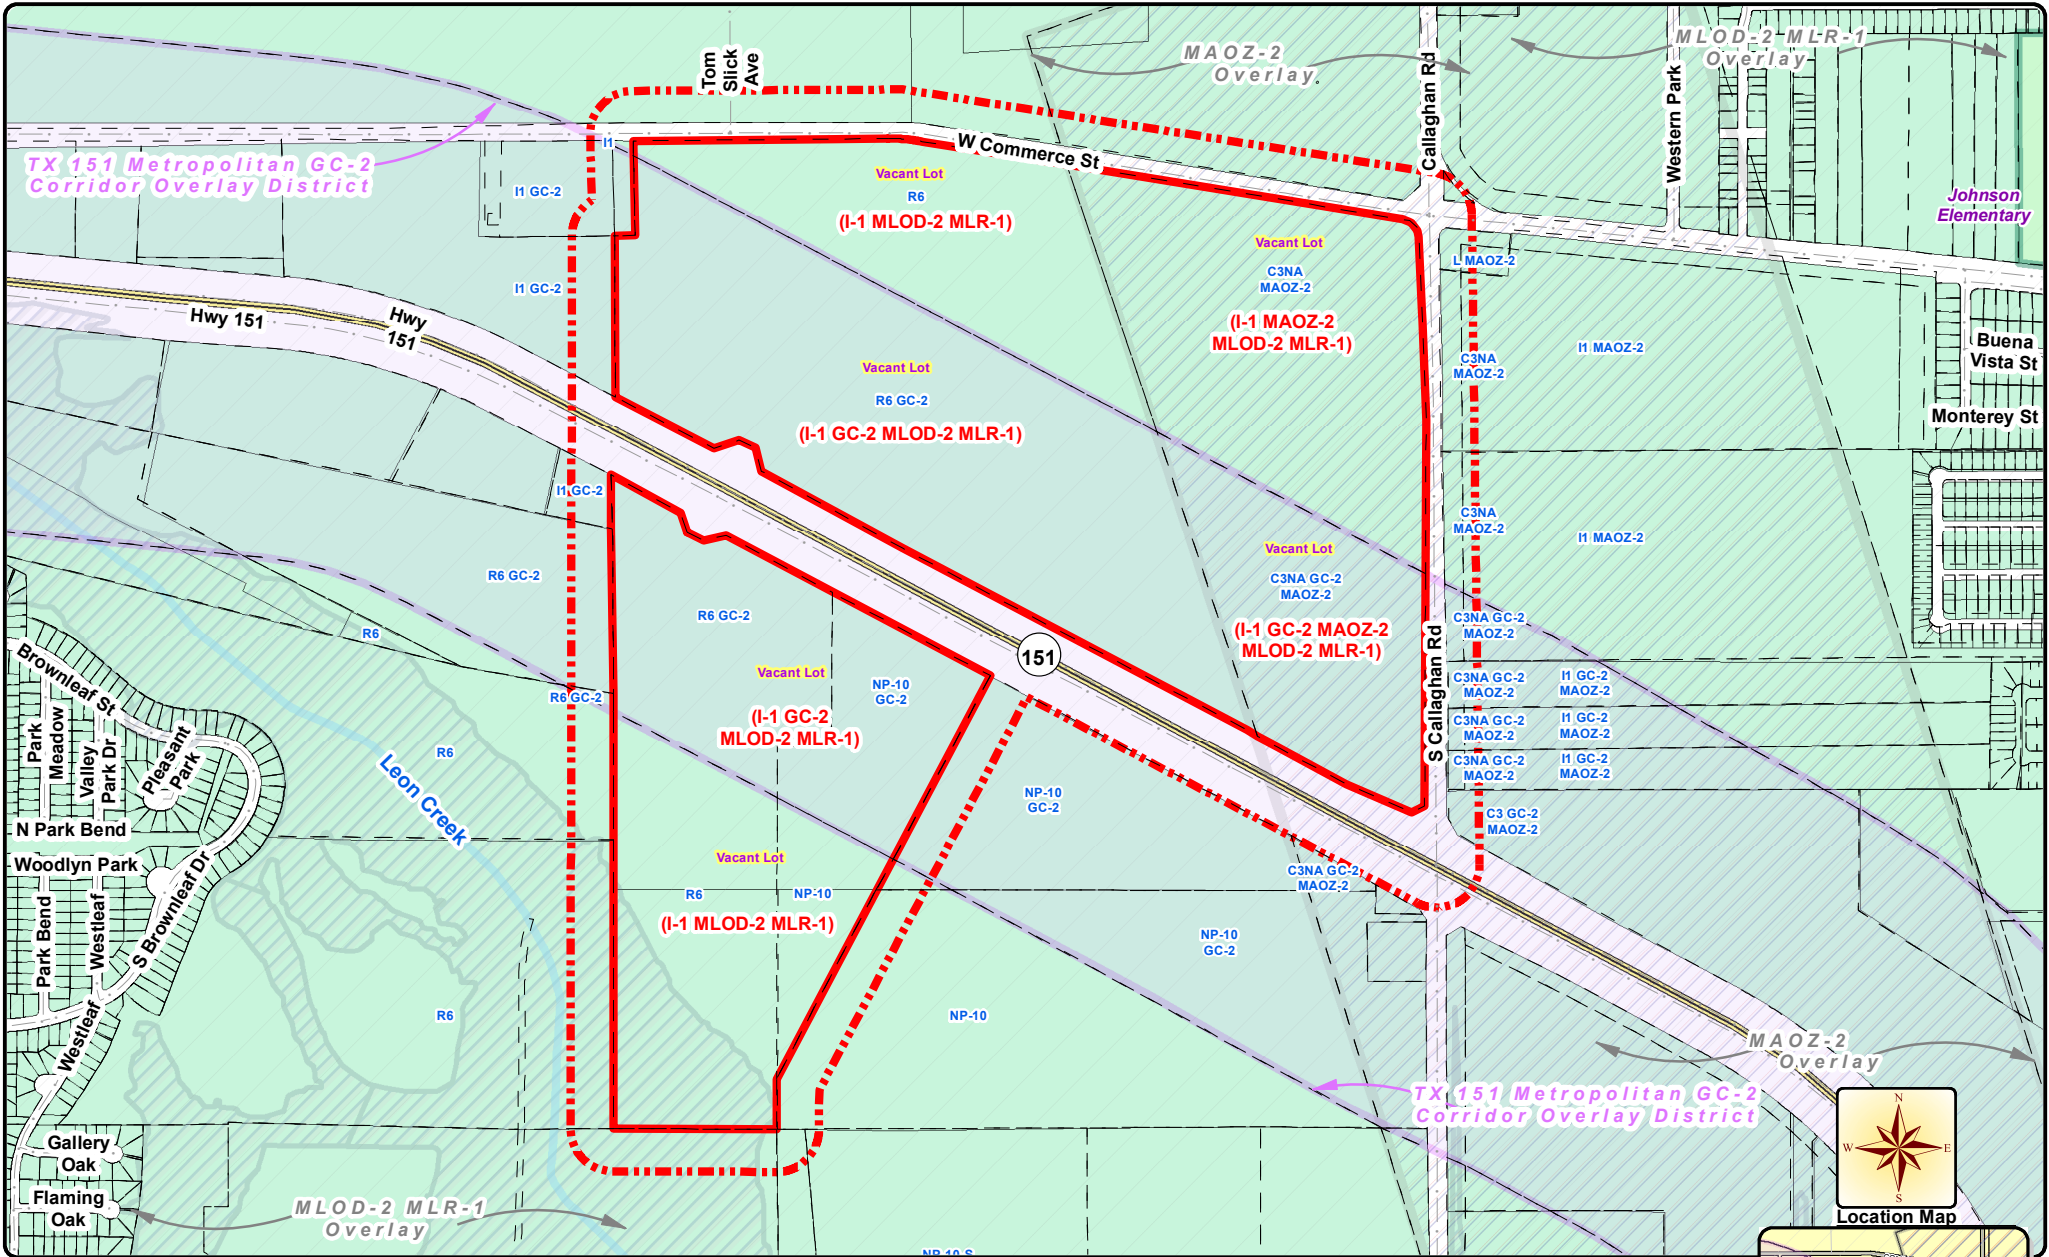 Tom
Slick
Ave
MAOZ-2
Overlay
Callaghan Rd
MLOD-2 MLR-1
Overlay
Western Park
TX 151 Metropolitan GC-2
Corridor Overlay District
I1
I1 GC-2
I1 GC-2
W Commerce St
Vacant Lot
R6
(I-1 MLOD-2 MLR-1)
Vacant Lot
C3NA
MAOZ-2
(I-1 MAOZ-2
MLOD-2 MLR-1)
L MAOZ-2
Johnson
Elementary
Hwy 151
Hwy
151
Vacant Lot
R6 GC-2
(I-1 GC-2 MLOD-2 MLR-1)
C3NA
MAOZ-2
I1 MAOZ-2
Buena
Vista St
Monterey St
I1 GC-2
R6 GC-2
R6
R6 GC-2
R6 GC-2
Vacant Lot
NP-10
GC-2
(I-1 GC-2
MLOD-2 MLR-1)
151
Vacant Lot
C3NA GC-2
MAOZ-2
(I-1 GC-2 MAOZ-2
MLOD-2 MLR-1)
S Callaghan Rd
C3NA
MAOZ-2
I1 MAOZ-2
C3NA GC-2
MAOZ-2
C3NA GC-2
MAOZ-2
I1 GC-2
MAOZ-2
C3NA GC-2
MAOZ-2
I1 GC-2
MAOZ-2
C3NA GC-2
MAOZ-2
I1 GC-2
MAOZ-2
C3 GC-2
MAOZ-2
Brownleaf St
Park
Meadow
Valley
Park Dr
Pleasant
Park
N Park Bend
Woodlyn Park
Park Bend
Westleaf
S Brownleaf Dr
Westleaf
Gallery
Oak
Flaming
Oak
R6
Leon Creek
R6
Vacant Lot
R6
NP-10
(I-1 MLOD-2 MLR-1)
NP-10
GC-2
C3NA GC-2
MAOZ-2
NP-10
GC-2
NP-10
MAOZ-2
Overlay
TX 151 Metropolitan GC-2
Corridor Overlay District
MLOD-2 MLR-1
Overlay
NP-10 S
N
W
E
S
Location Map